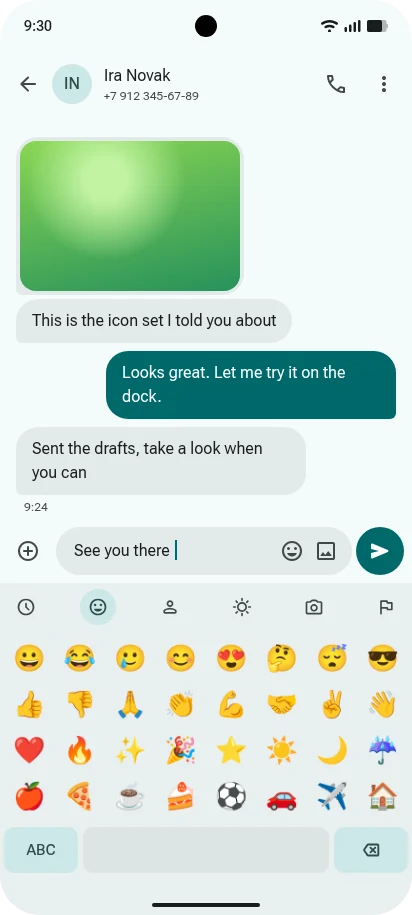 9:30
IN
Ira Novak
+7 912 345-67-89
This is the icon set I told you about
Looks great. Let me try it on the
dock.
Sent the drafts, take a look when
you can
9:24
See you there
ABC